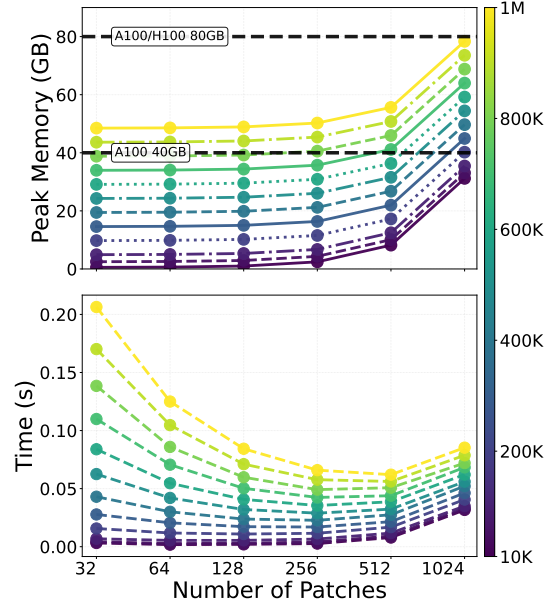 1M
80
A100/H100 80GB
60
800K
Peak Memory (GB)
40
A100 40GB
20
600K
0
0.20
400K
0.15
Time (s)
0.10
200K
0.05
0.00
10K
32 64 128 256 512 1024
Number of Patches